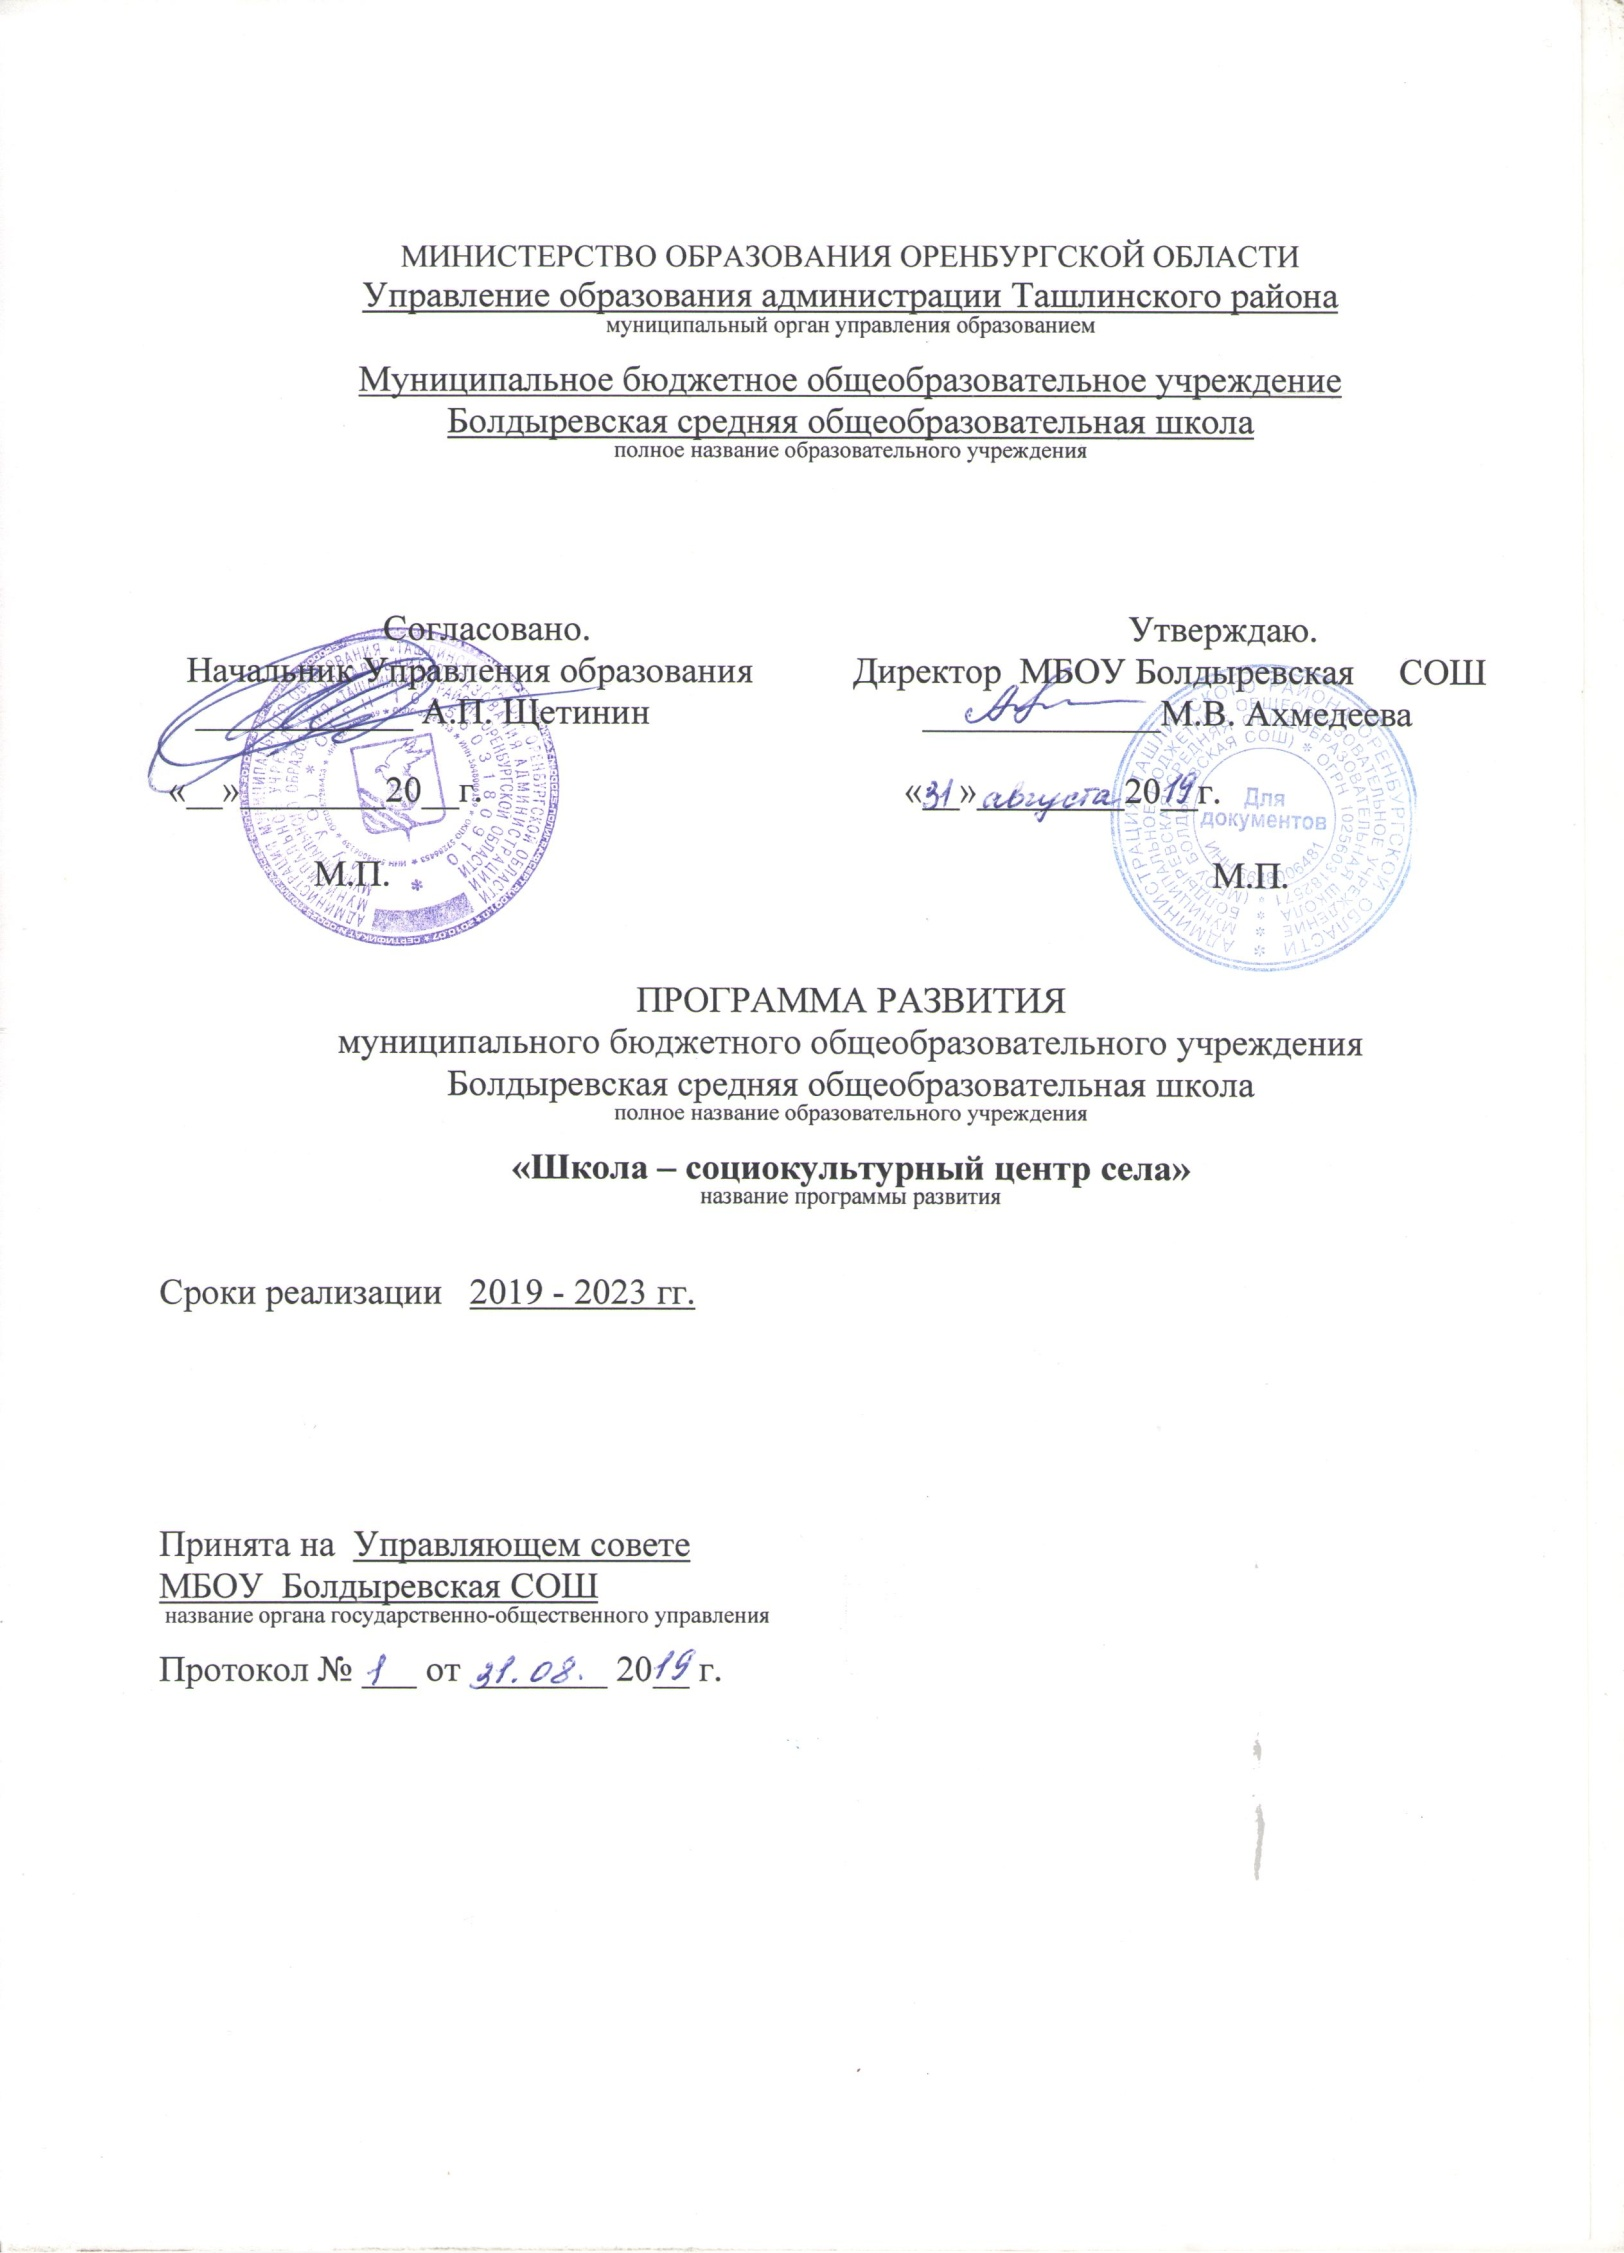 МИНИСТЕРСТВО ОБРАЗОВАНИЯ ОРЕНБУРГСКОЙ ОБЛАСТИ
Управление образования администрации Ташлинского района
муниципальный орган управления образованием
Муниципальное бюджетное общеобразовательное учреждение
Болдыревская средняя общеобразовательная школа
полное название образовательного учреждения
Согласовано.
Начальник Управления образования
____________ А.П. Щетинин
«__»________20__г.
М.П.
Утверждаю.
Директор МБОУ Болдыревская СОШ
_____________М.В. Ахмедеева
«31» августа 2019г.
Для
документов
М.П.
ПРОГРАММА РАЗВИТИЯ
муниципального бюджетного общеобразовательного учреждения
Болдыревская средняя общеобразовательная школа
полное название образовательного учреждения
«Школа – социокультурный центр села»
название программы развития
Сроки реализации 2019 - 2023 гг.
Принята на Управляющем совете
МБОУ Болдыревская СОШ
название органа государственно-общественного управления
Протокол № 1 от 31.08. 2019 г.